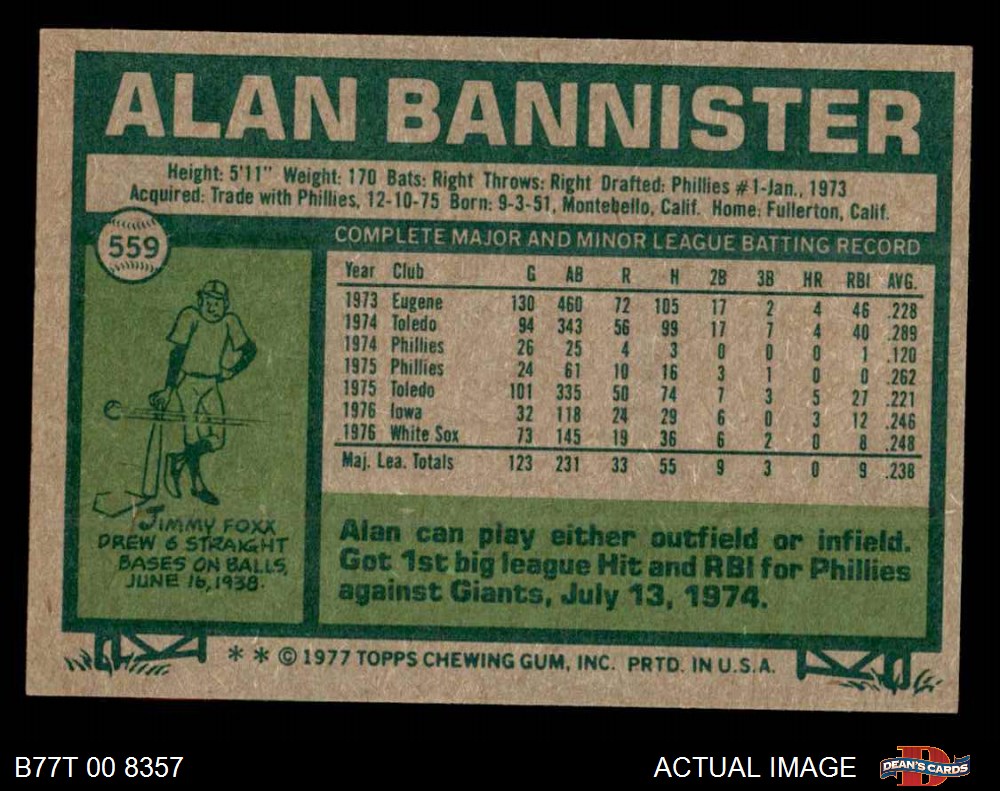 ALAN BANNISTER
Height: 5'11" Weight: 170 Bats: Right Throws: Right Drafted: Phillies #1-Jan., 1973
Acquired: Trade with Phillies, 12-10-75 Born: 9-3-51, Montebello, Calif. Home: Fullerton, Calif.
559
COMPLETE MAJOR AND MINOR LEAGUE BATTING RECORD
Year Club G AB R H 2B 3B HR RBI AVG.
1973 Eugene 130 460 72 105 17 2 4 46 .228
1974 Toledo 94 343 56 99 17 7 4 40 .289
1974 Phillies 26 25 4 3 0 0 0 1 .120
1975 Phillies 24 61 10 16 3 1 0 0 .262
1975 Toledo 101 335 50 74 7 3 5 27 .221
1976 Iowa 32 118 24 29 6 0 3 12 .246
1976 White Sox 73 145 19 36 6 2 0 8 .248
Maj. Lea. Totals 123 231 33 55 9 3 0 9 .238
JIMMY FOXX
DREW 6 STRAIGHT
BASES ON BALLS,
JUNE 16, 1938.
Alan can play either outfield or infield.
Got 1st big league Hit and RBI for Phillies
against Giants, July 13, 1974.
* * © 1977 TOPPS CHEWING GUM, INC. PRTD. IN U.S.A.
B77T 00 8357
ACTUAL IMAGE
D
DEAN'S CARDS